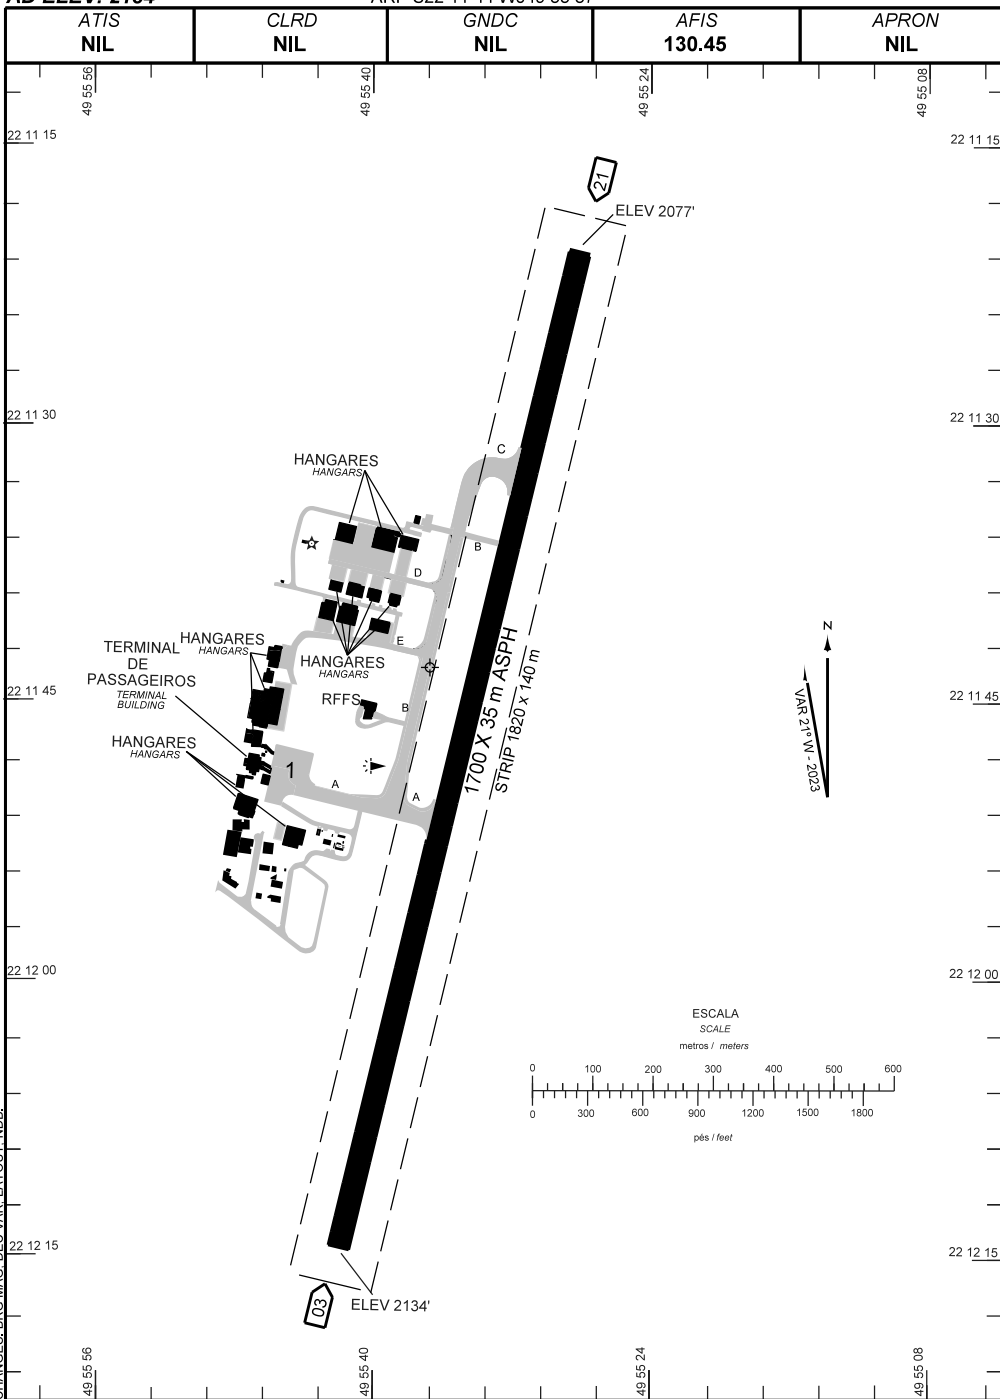 ATIS
NIL
CLRD
NIL
GNDC
NIL
AFIS
130.45
APRON
NIL
49 55 56
49 55 40
49 55 24
49 55 08
22 11 15
22 11 15
21
ELEV 2077'
22 11 30
22 11 30
C
HANGARES
HANGARS
B
D
E
HANGARES
HANGARS
TERMINAL
DE
PASSAGEIROS
TERMINAL
BUILDING
HANGARES
HANGARS
RFFS
B
22 11 45
22 11 45
HANGARES
HANGARS
1
A
A
1700 X 35 m ASPH
STRIP 1820 x 140 m
N
VAR 21º W - 2023
22 12 00
22 12 00
ESCALA
SCALE
metros / meters
0 100 200 300 400 500 600
0 300 600 900 1200 1500 1800
pés / feet
22 12 15
22 12 15
03
ELEV 2134'
49 55 56
49 55 40
49 55 24
49 55 08